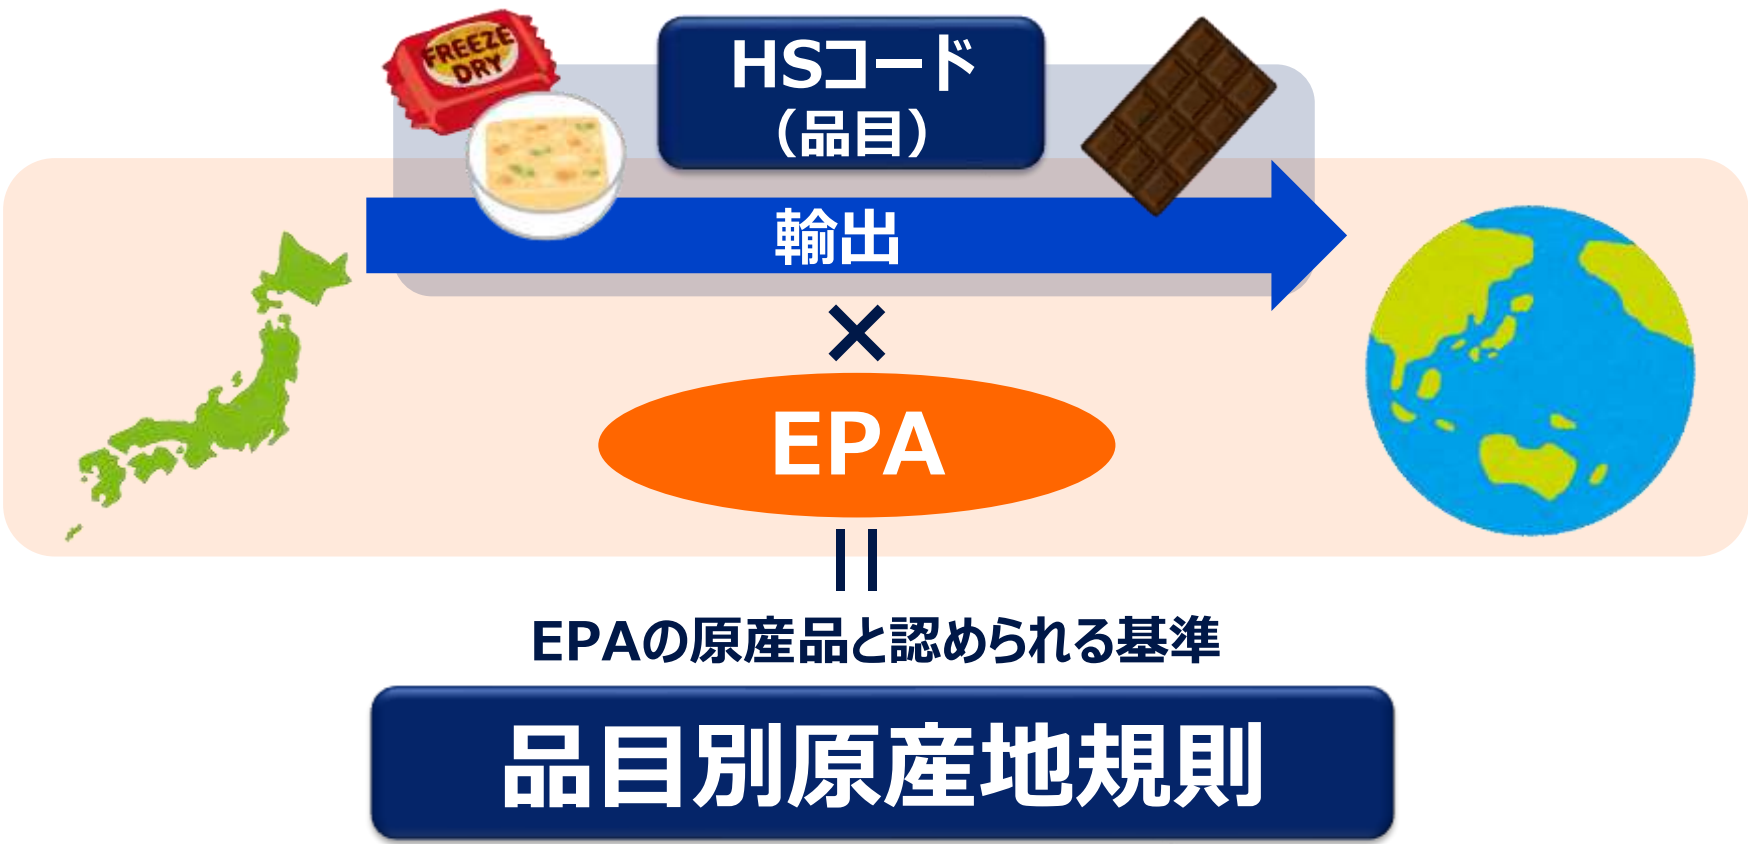 FREEZE
DRY
HSコード
（品目）
輸出
×
EPA
＝
EPAの原産品と認められる基準
品目別原産地規則